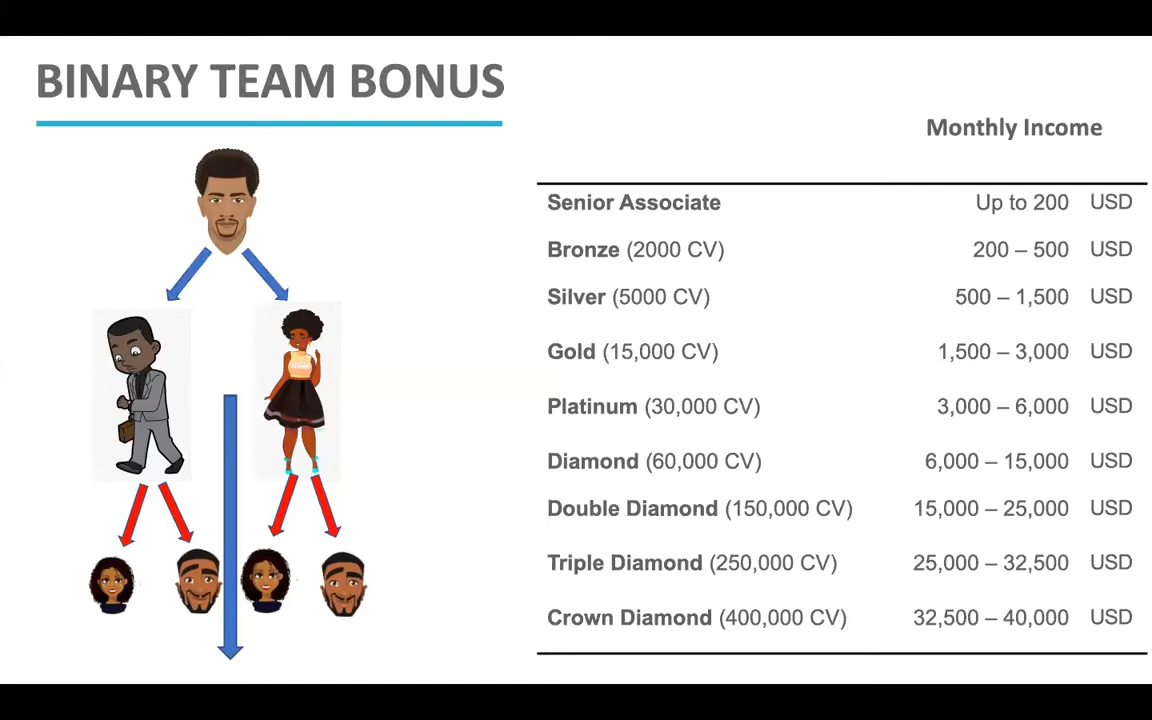 BINARY TEAM BONUS
Monthly Income
Senior Associate Up to 200 USD
Bronze (2000 CV) 200 – 500 USD
Silver (5000 CV) 500 – 1,500 USD
Gold (15,000 CV) 1,500 – 3,000 USD
Platinum (30,000 CV) 3,000 – 6,000 USD
Diamond (60,000 CV) 6,000 – 15,000 USD
Double Diamond (150,000 CV) 15,000 – 25,000 USD
Triple Diamond (250,000 CV) 25,000 – 32,500 USD
Crown Diamond (400,000 CV) 32,500 – 40,000 USD